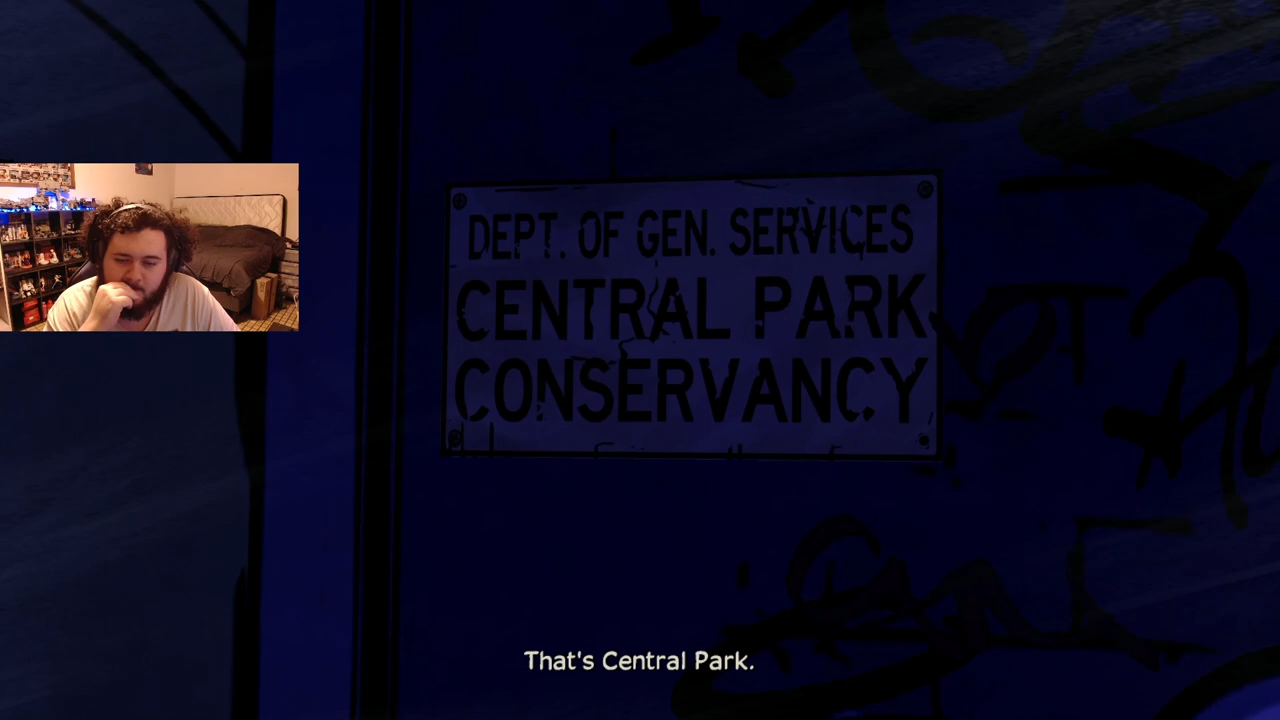 DEPT. OF GEN. SERVICES
CENTRAL PARK
CONSERVANCY
That's Central Park.